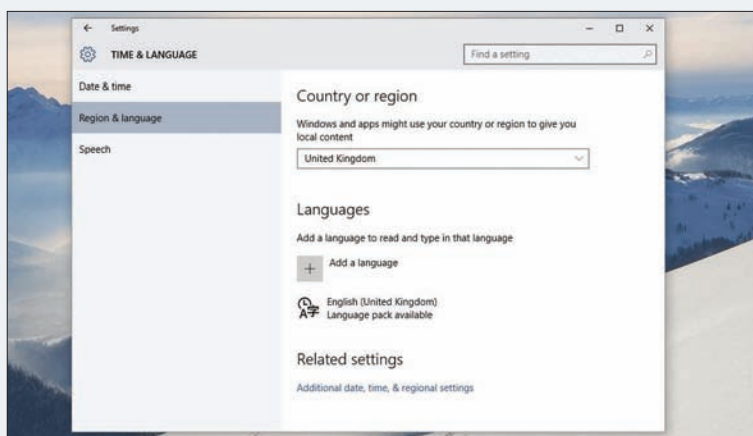 Settings
TIME & LANGUAGE
Find a setting
Date & time
Region & language
Speech
Country or region
Windows and apps might use your country or region to give you
local content
United Kingdom
Languages
Add a language to read and type in that language
Add a language
English (United Kingdom)
Language pack available
Related settings
Additional date, time, & regional settings